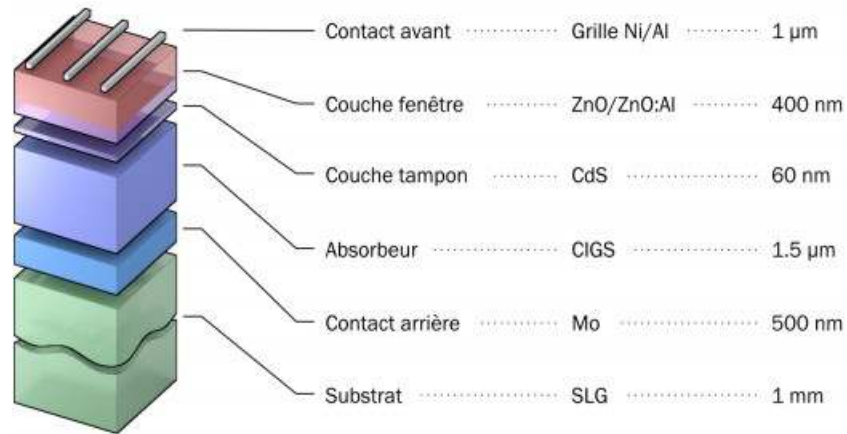 Contact avant ........... Grille Ni/Al ........ 1 µm
Couche fenêtre ........ ZnO/ZnO:Al ........ 400 nm
Couche tampon ........ CdS ............... 60 nm
Absorbeur ............... CIGS .............. 1.5 µm
Contact arrière ......... Mo ................ 500 nm
Substrat .................. SLG ............... 1 mm